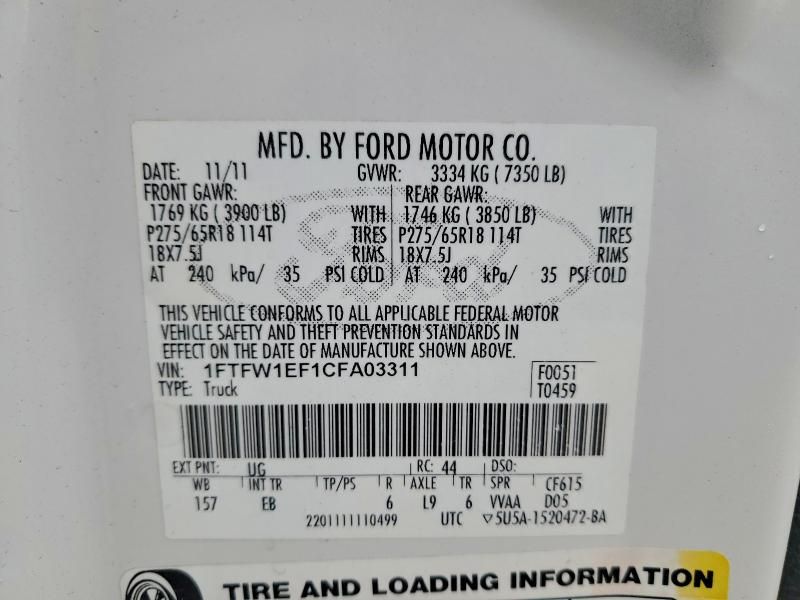 MFD. BY FORD MOTOR CO.
DATE: 11/11 GVWR: 3334 KG ( 7350 LB)
FRONT GAWR: REAR GAWR:
1769 KG ( 3900 LB) WITH 1746 KG ( 3850 LB) WITH
P275/65R18 114T TIRES P275/65R18 114T TIRES
18X7.5J RIMS 18X7.5J RIMS
AT 240 kPa/ 35 PSI COLD AT 240 kPa/ 35 PSI COLD
THIS VEHICLE CONFORMS TO ALL APPLICABLE FEDERAL MOTOR
VEHICLE SAFETY AND THEFT PREVENTION STANDARDS IN
EFFECT ON THE DATE OF MANUFACTURE SHOWN ABOVE.
VIN: 1FTFW1EF1CFA03311 F0051
TYPE: Truck T0459
EXT PNT: UG RC: 44 DSO:
WB INT TR TP/PS R AXLE TR SPR CF615
157 EB 6 L9 6 VVAA D05
2201111110499 UTC ▽5U5A-1520472-BA
TIRE AND LOADING INFORMATION